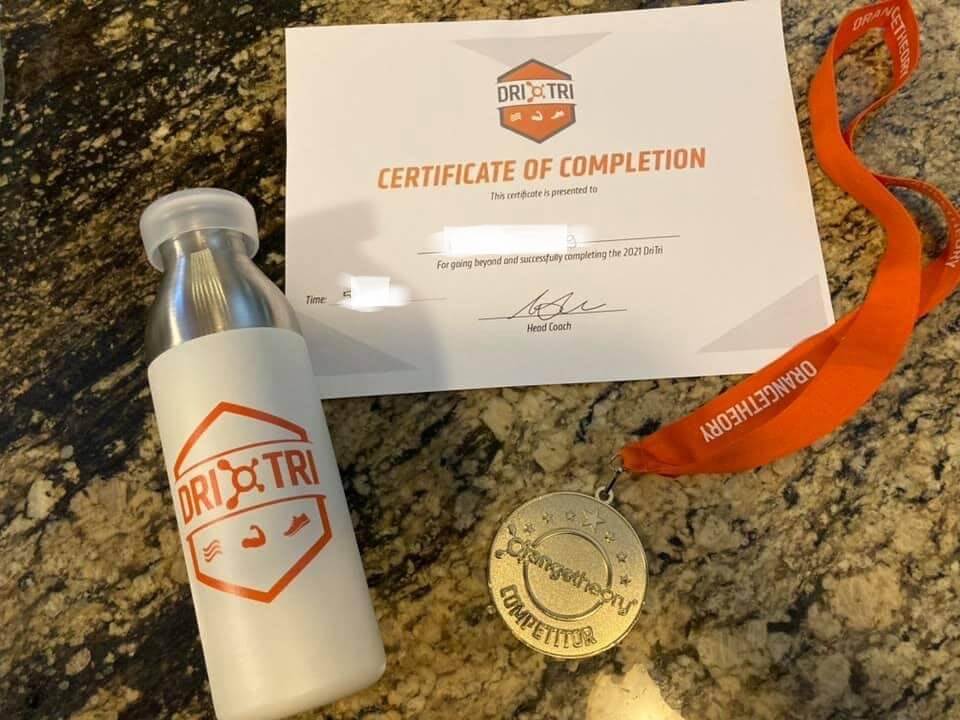 DRI TRI
CERTIFICATE OF COMPLETION
This certificate is presented to
For going beyond and successfully completing the 2021 DriTri
Time:
Head Coach
ORANGETHEORY
ORANGETHEORY
DRI TRI
Orangetheory
COMPETITOR